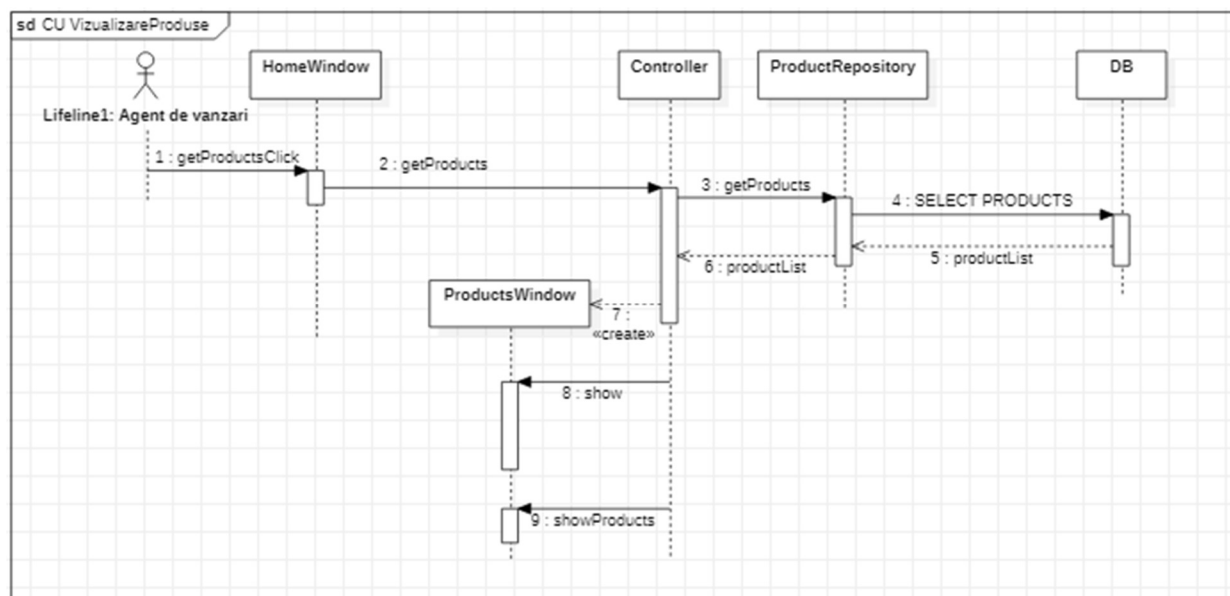 sd CU VizualizareProduse
HomeWindow
Controller
ProductRepository
DB
Lifeline1: Agent de vanzari
1 : getProductsClick
2 : getProducts
3 : getProducts
4 : SELECT PRODUCTS
5 : productList
6 : productList
ProductsWindow
7 :
«create»
8 : show
9 : showProducts